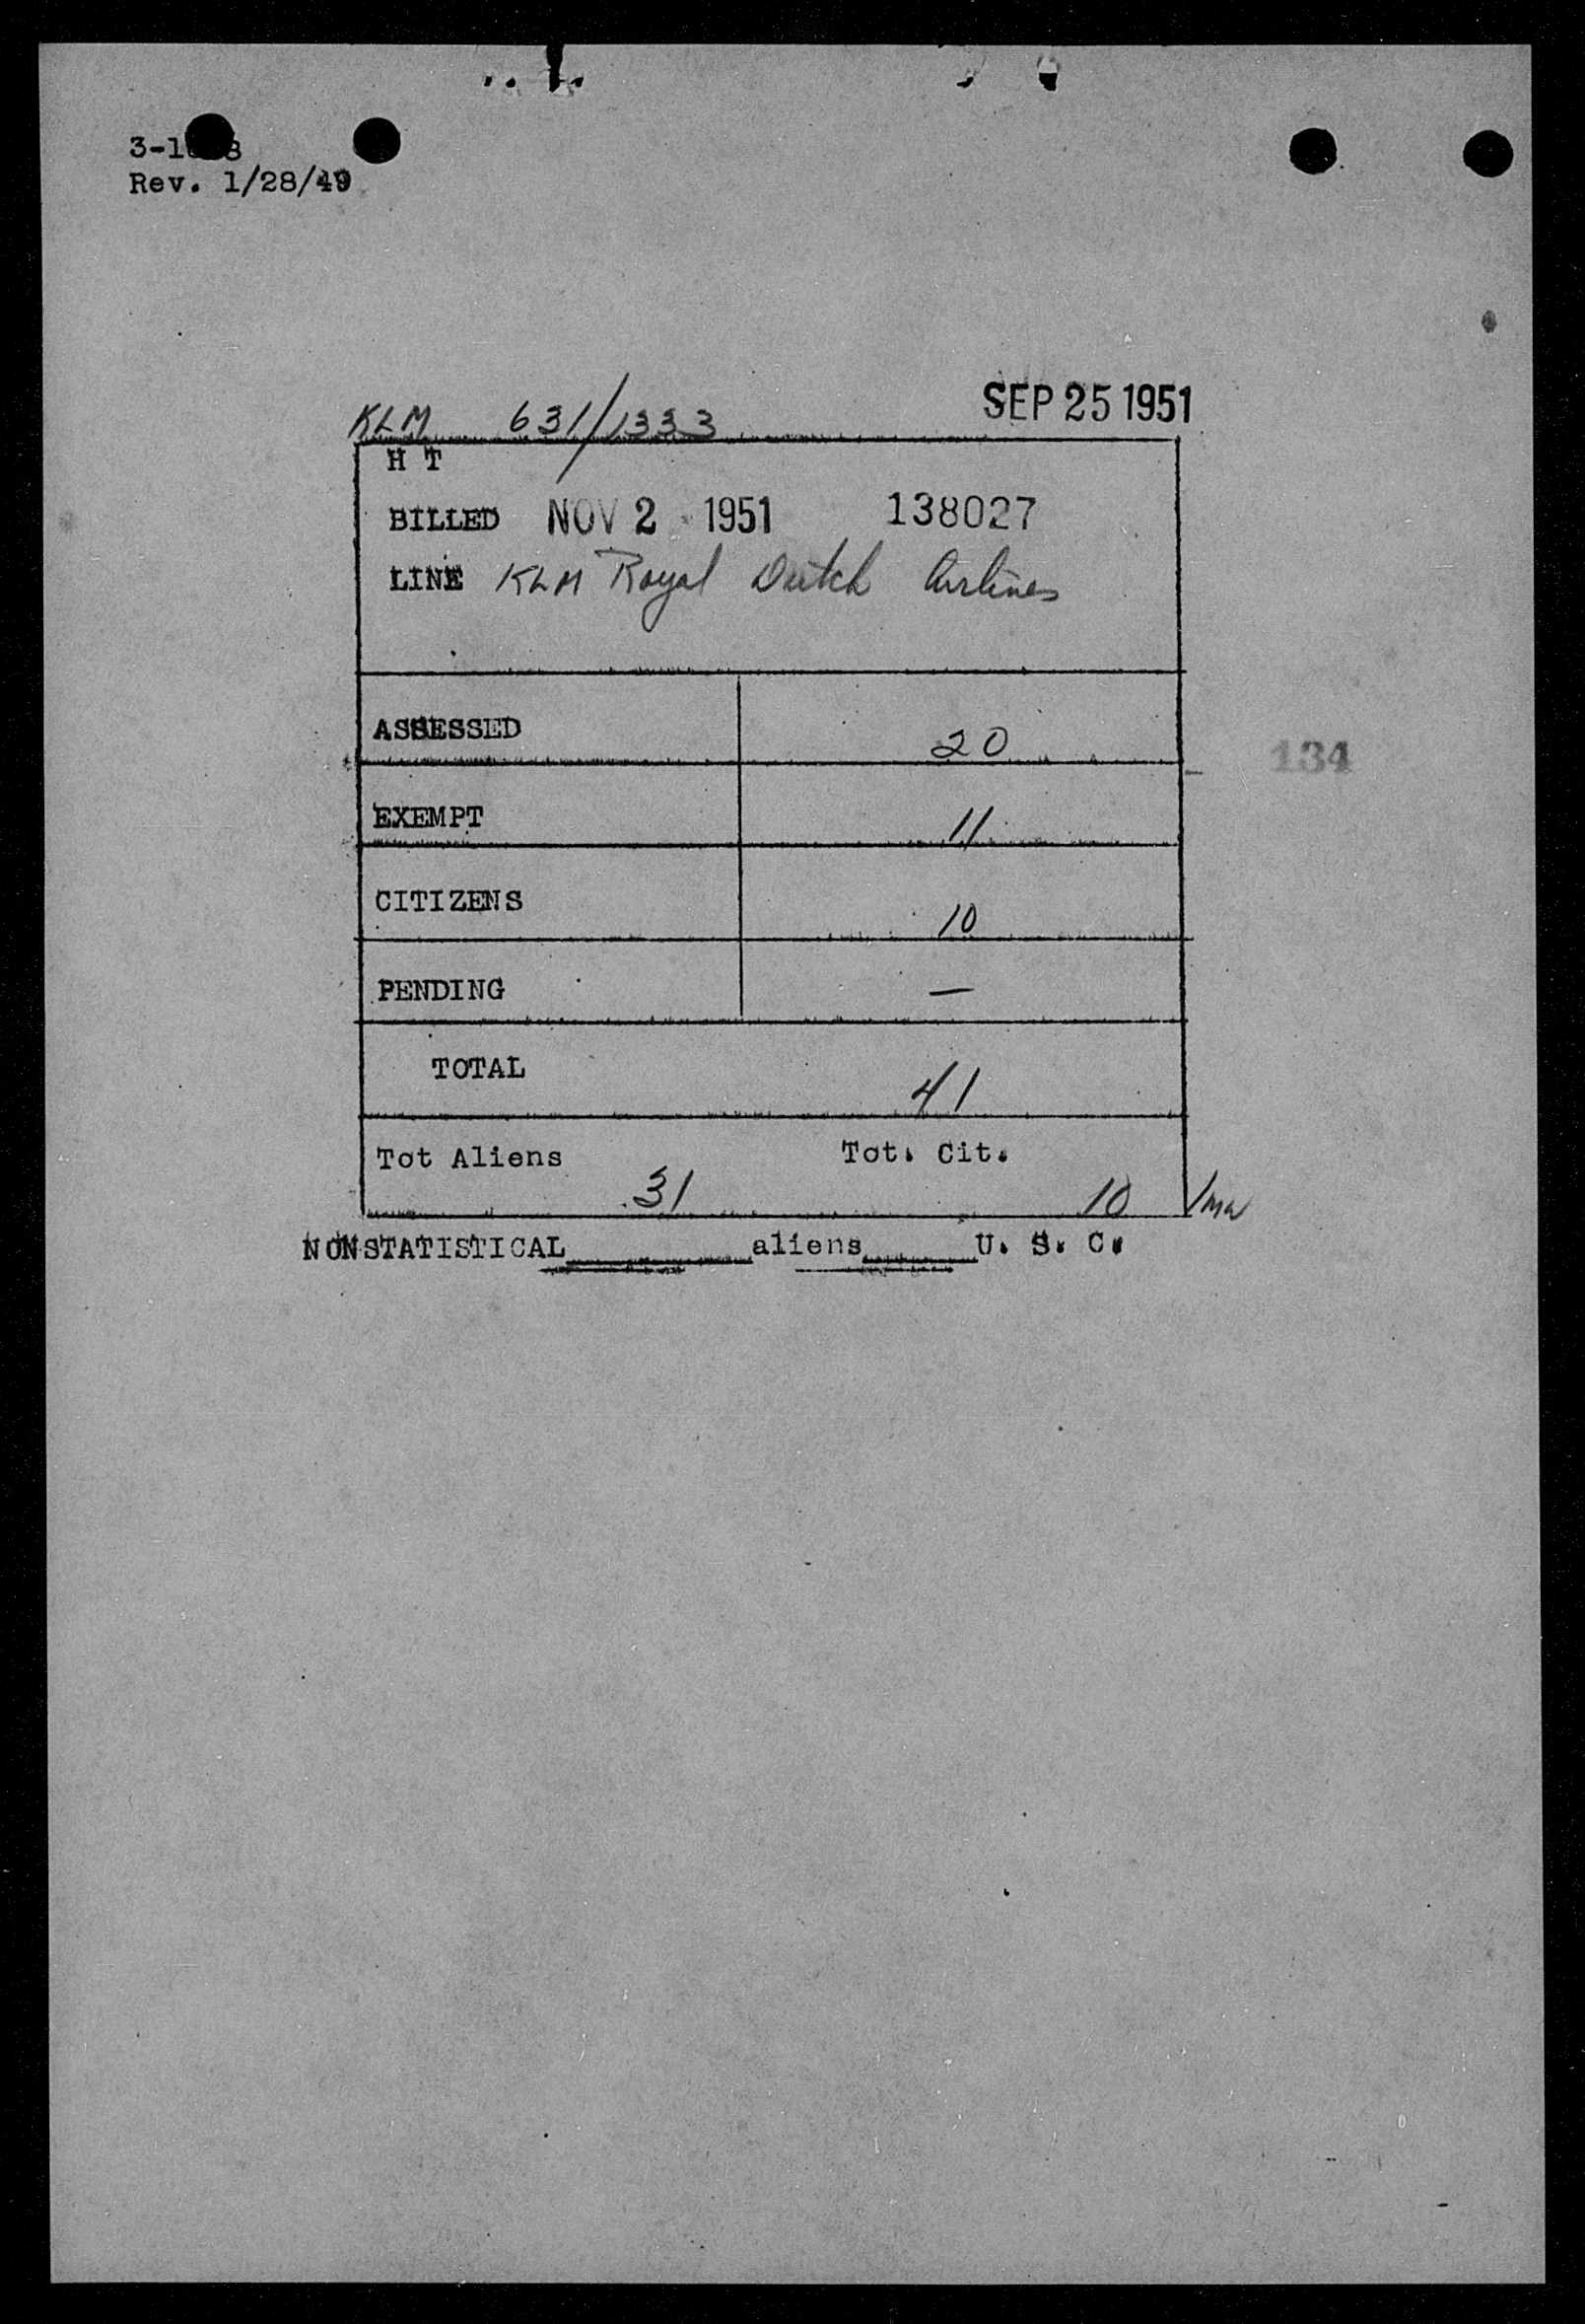 Rev. 1/28/49
SEP 25 1951
KLM 631/1333
H T
BILLED NOV 2 1951 138027
LINE KLM Royal Dutch Airlines
ASSESSED 20
134
EXEMPT 11
CITIZENS 10
PENDING —
TOTAL 41
Tot Aliens 31 Tot. Cit. 10
NONSTATISTICAL aliens U. S. C.